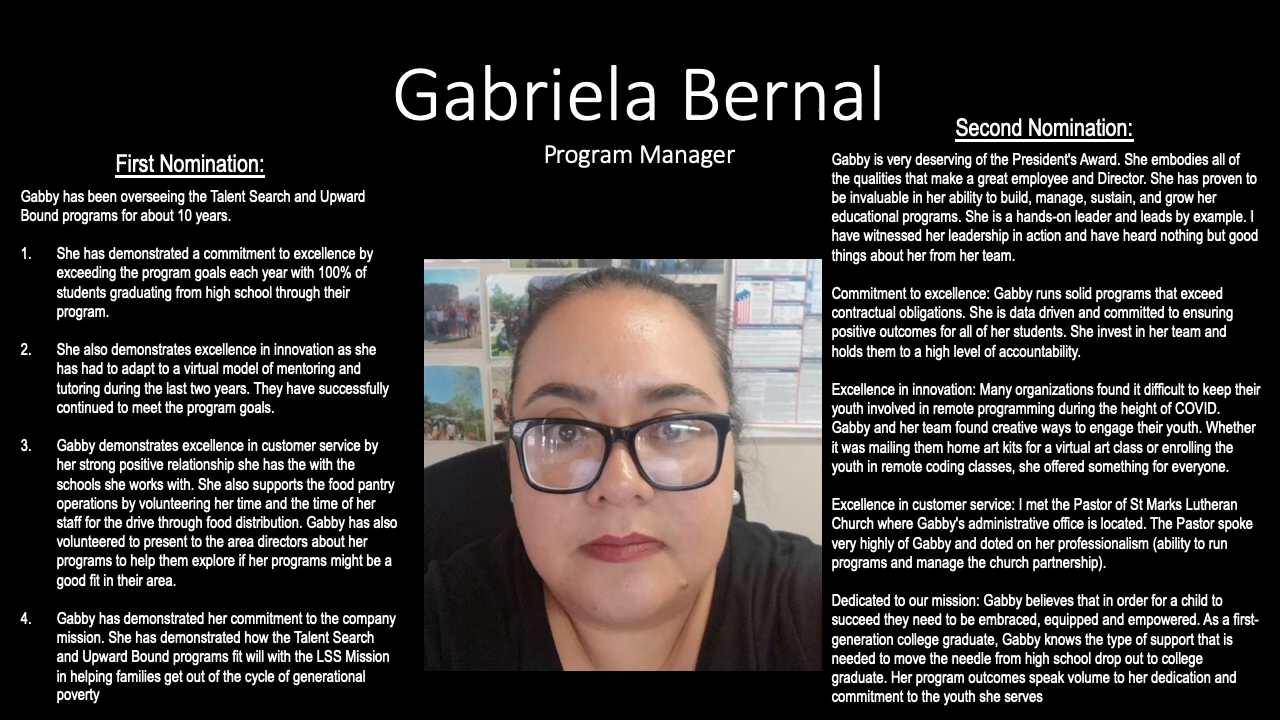 Gabriela Bernal
Program Manager
First Nomination:
Gabby has been overseeing the Talent Search and Upward
Bound programs for about 10 years.
1. She has demonstrated a commitment to excellence by
exceeding the program goals each year with 100% of
students graduating from high school through their
program.
2. She also demonstrates excellence in innovation as she
has had to adapt to a virtual model of mentoring and
tutoring during the last two years. They have successfully
continued to meet the program goals.
3. Gabby demonstrates excellence in customer service by
her strong positive relationship she has the with the
schools she works with. She also supports the food pantry
operations by volunteering her time and the time of her
staff for the drive through food distribution. Gabby has also
volunteered to present to the area directors about her
programs to help them explore if her programs might be a
good fit in their area.
4. Gabby has demonstrated her commitment to the company
mission. She has demonstrated how the Talent Search
and Upward Bound programs fit will with the LSS Mission
in helping families get out of the cycle of generational
poverty
Second Nomination:
Gabby is very deserving of the President's Award. She embodies all of
the qualities that make a great employee and Director. She has proven to
be invaluable in her ability to build, manage, sustain, and grow her
educational programs. She is a hands-on leader and leads by example. I
have witnessed her leadership in action and have heard nothing but good
things about her from her team.
Commitment to excellence: Gabby runs solid programs that exceed
contractual obligations. She is data driven and committed to ensuring
positive outcomes for all of her students. She invest in her team and
holds them to a high level of accountability.
Excellence in innovation: Many organizations found it difficult to keep their
youth involved in remote programming during the height of COVID.
Gabby and her team found creative ways to engage their youth. Whether
it was mailing them home art kits for a virtual art class or enrolling the
youth in remote coding classes, she offered something for everyone.
Excellence in customer service: I met the Pastor of St Marks Lutheran
Church where Gabby's administrative office is located. The Pastor spoke
very highly of Gabby and doted on her professionalism (ability to run
programs and manage the church partnership).
Dedicated to our mission: Gabby believes that in order for a child to
succeed they need to be embraced, equipped and empowered. As a first-
generation college graduate, Gabby knows the type of support that is
needed to move the needle from high school drop out to college
graduate. Her program outcomes speak volume to her dedication and
commitment to the youth she serves